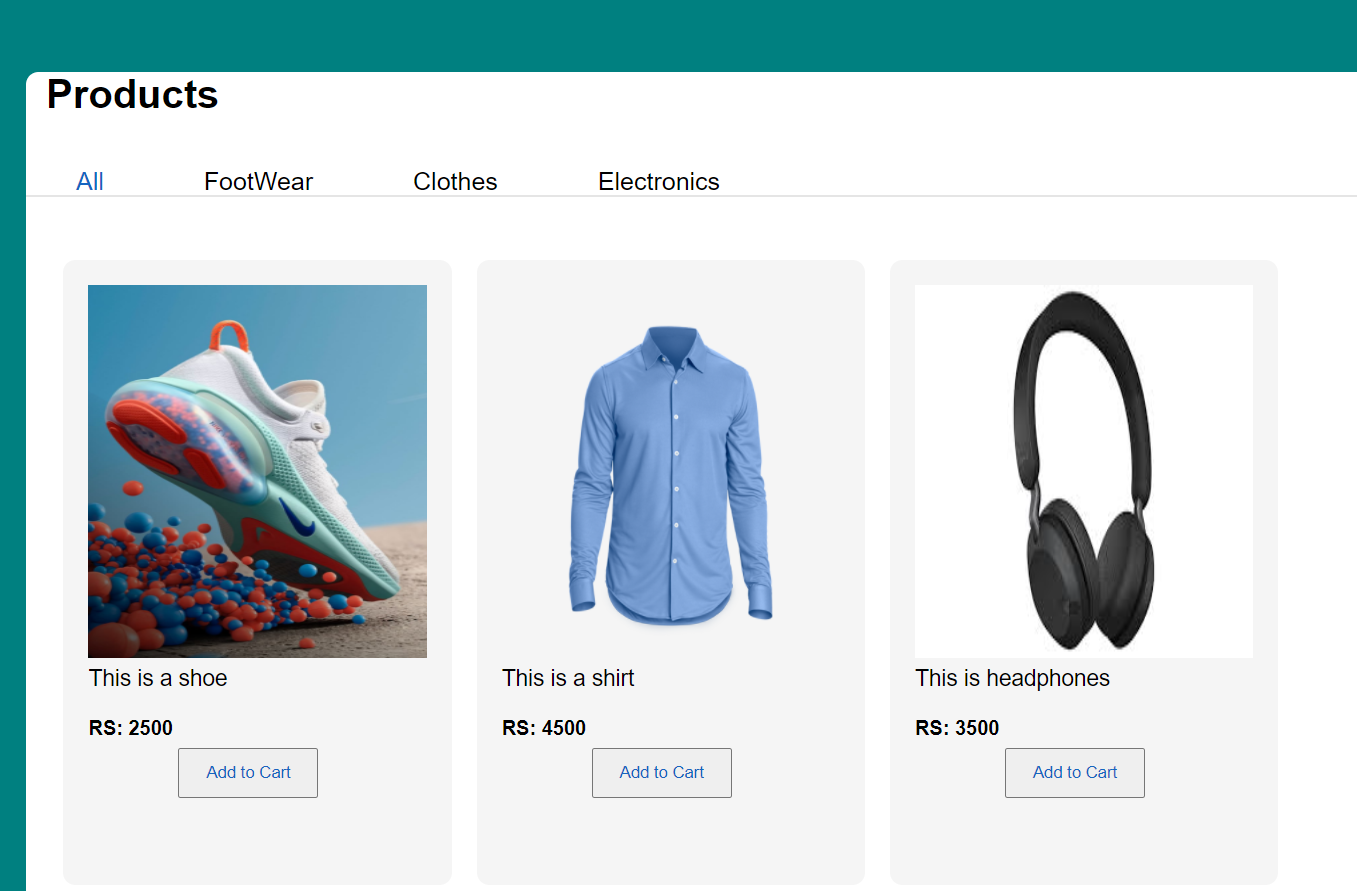 Products
All FootWear Clothes Electronics
This is a shoe
RS: 2500
Add to Cart
This is a shirt
RS: 4500
Add to Cart
This is headphones
RS: 3500
Add to Cart